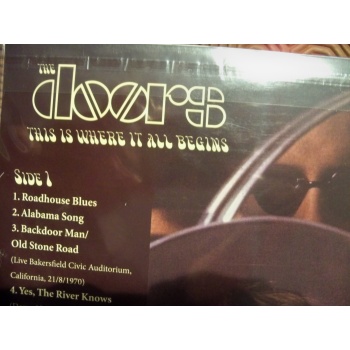 THE
doors
THIS IS WHERE IT ALL BEGINS
SIDE 1
1. Roadhouse Blues
2. Alabama Song
3. Backdoor Man/
Old Stone Road
(Live Bakersfield Civic Auditorium,
California, 21/8/1970)
4. Yes, The River Knows